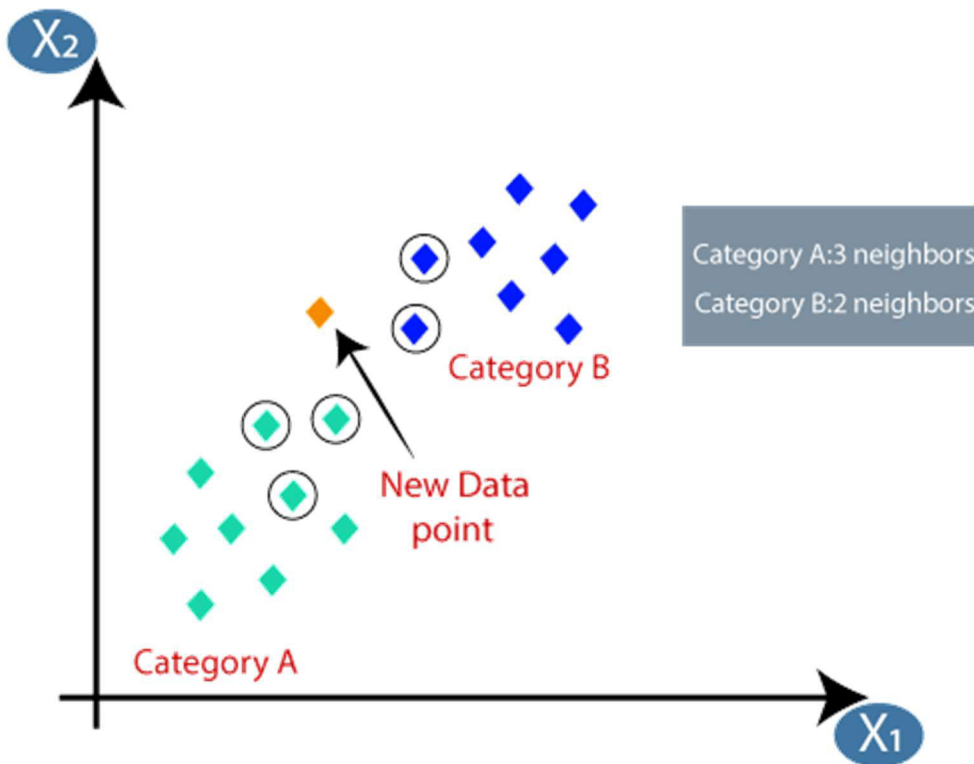 X2
Category A:3 neighbors
Category B:2 neighbors
Category B
New Data
point
Category A
X1